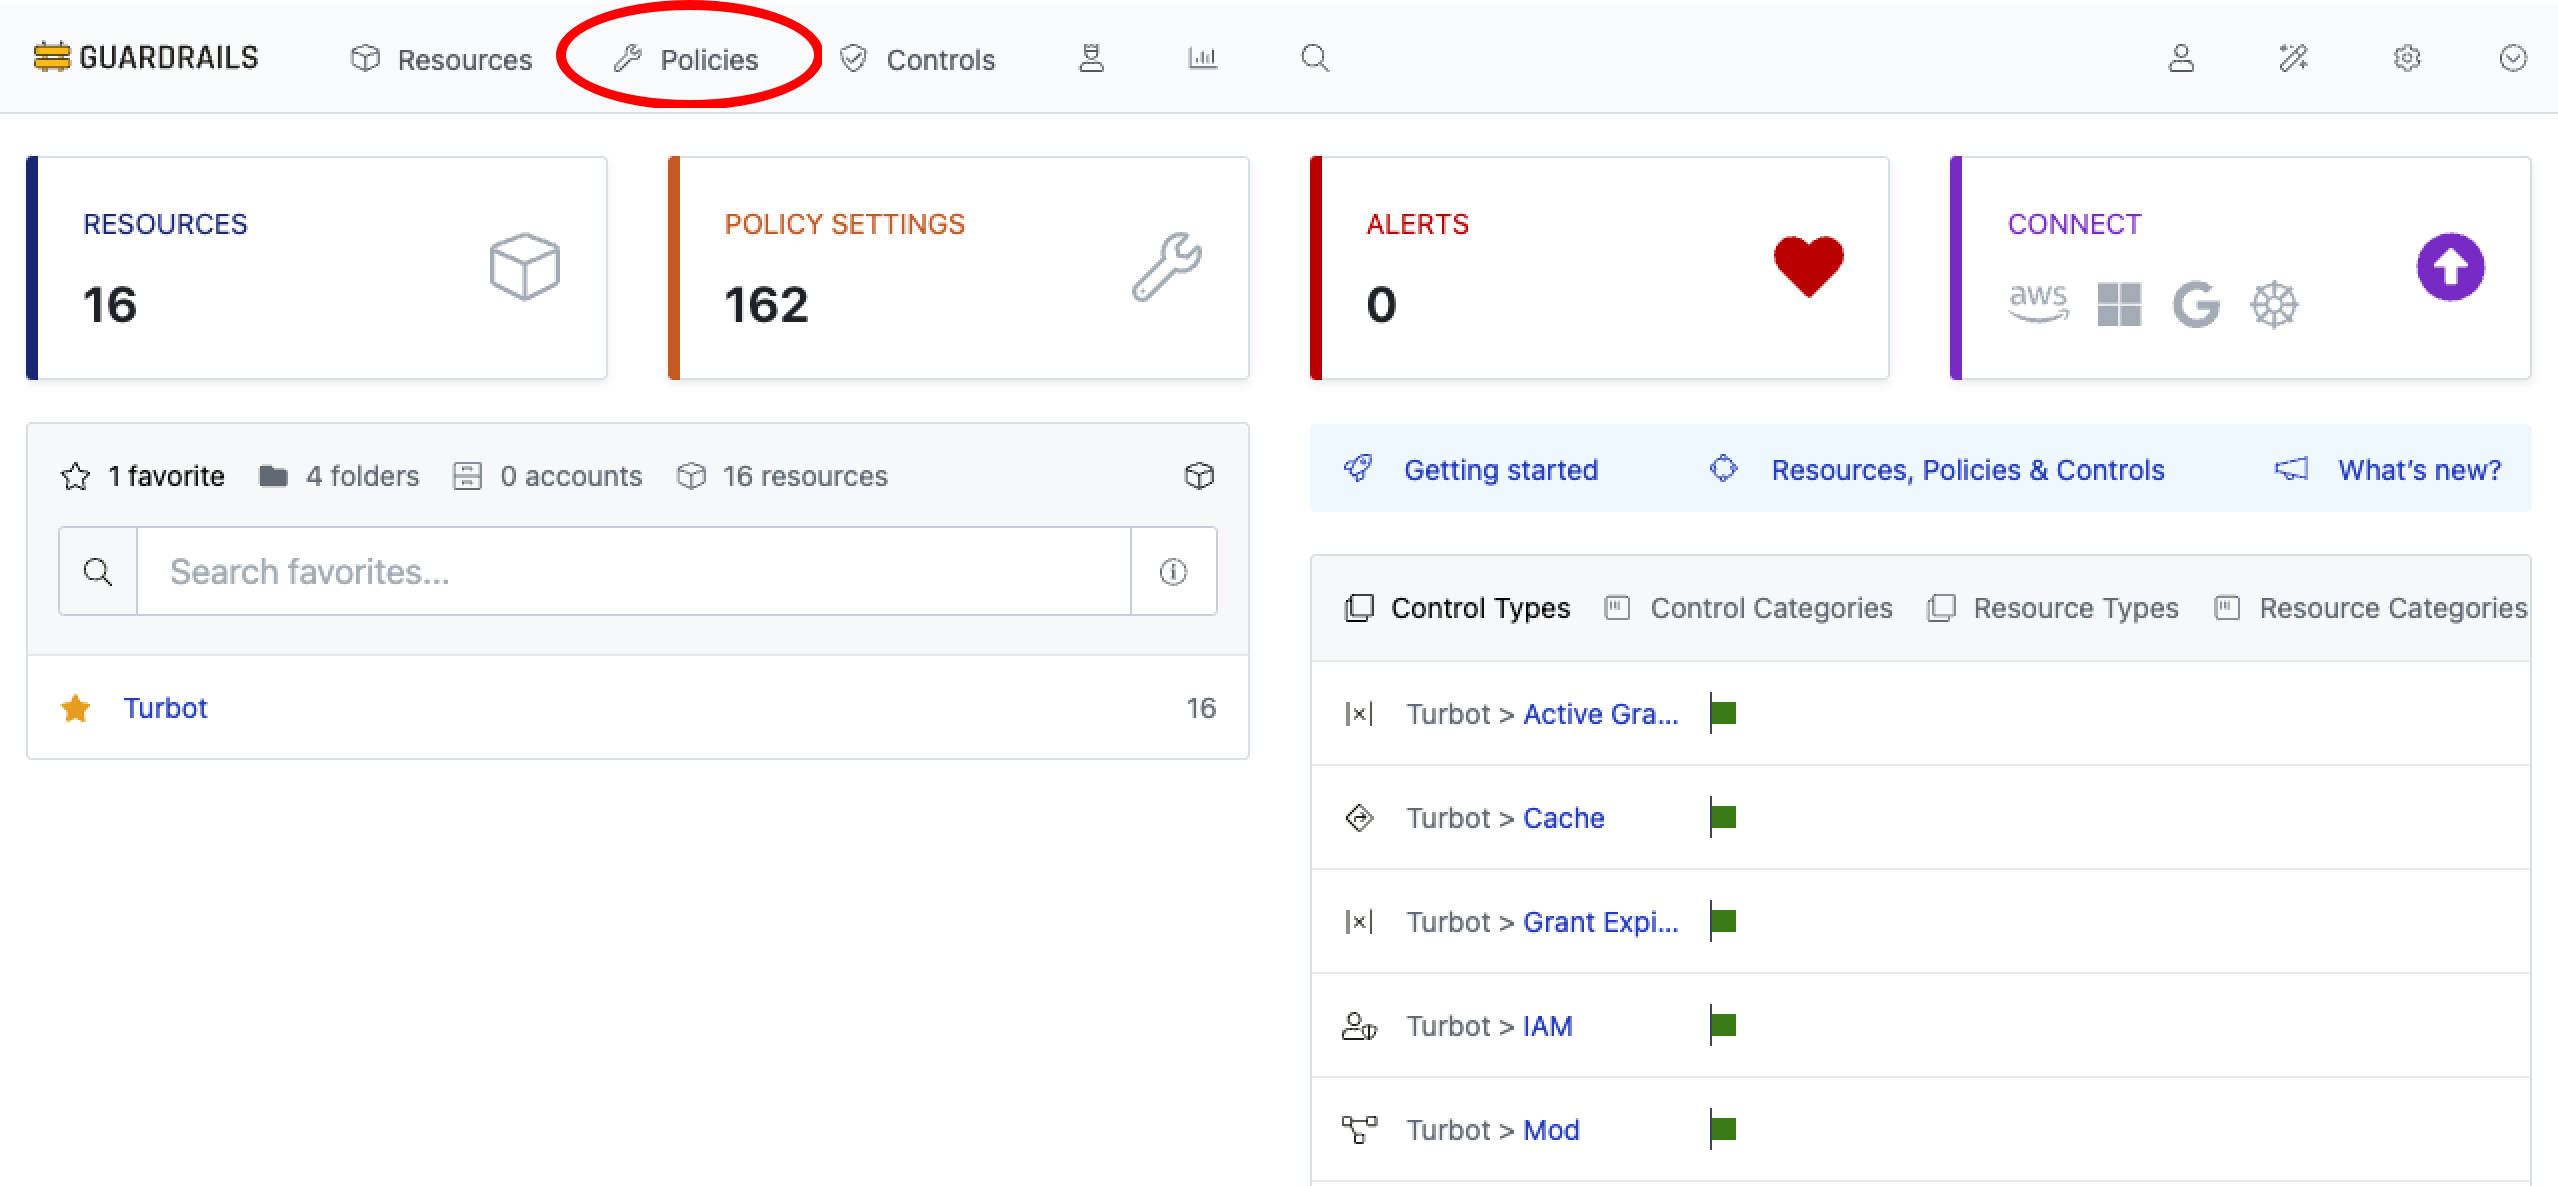 GUARDRAILS Resources Policies Controls
RESOURCES
16
POLICY SETTINGS
162
ALERTS
0
CONNECT
aws
1 favorite 4 folders 0 accounts 16 resources
Search favorites...
Turbot 16
Getting started Resources, Policies & Controls What's new?
Control Types Control Categories Resource Types Resource Categories
Turbot > Active Gra...
Turbot > Cache
Turbot > Grant Expi...
Turbot > IAM
Turbot > Mod